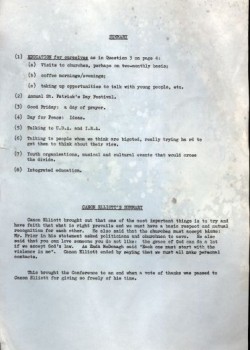 SUMMARY
(1) EDUCATION for ourselves as in Question 3 on page 4:
(a) Visits to churches, perhaps on two-monthly basis;
(b) coffee mornings/evenings;
(c) taking up opportunities to talk with young people, etc.
(2) Annual St. Patrick's Day Festival.
(3) Good Friday: a day of prayer.
(4) Day for Peace: Ideas.
(5) Talking to U.D.A. and I.R.A.
(6) Talking to people whom we think are bigoted, really trying to
get them to think about their view.
(7) Youth organisations, musical and cultural events that would cross
the divide.
(8) Integrated education.
CANON ELLIOTT'S SUMMARY
Canon Elliott brought out that one of the most important things is to try and
have faith that what is right prevails and we must have a basic respect and mutual
recognition for each other. He also said that the churches must accept
Mr. Prior in his statement asked politicians and churchmen to save. He also
said that you can love someone you do not like: the grace of God can do a lot
if we accept God's love. As said "Each one must start with the
violence in me". Canon Elliott ended by saying that we must all make personal
contacts.
This brought the Conference to an end when a vote of thanks was passed to
Canon Elliott for giving so freely of his time.